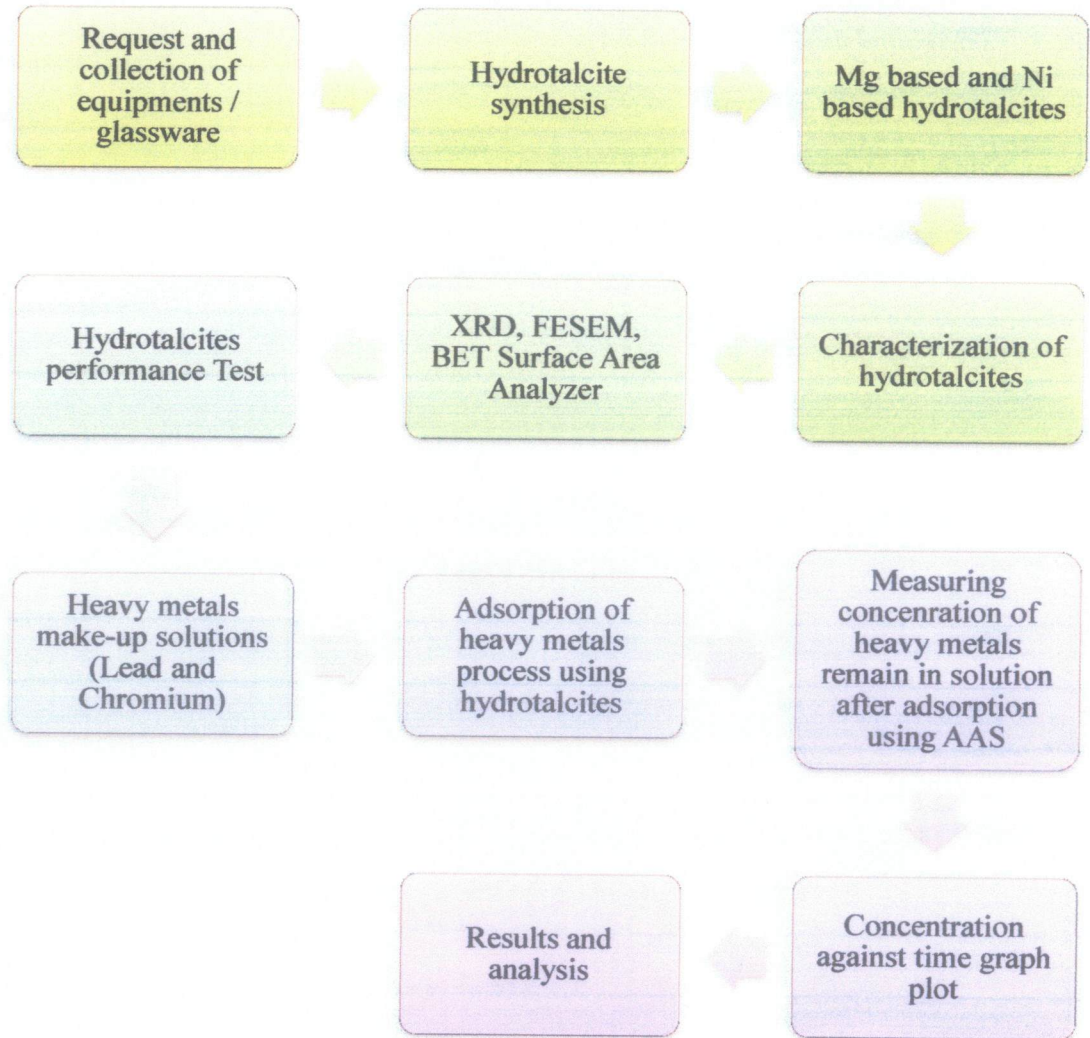 Request and
collection of
equipments /
glassware
Hydrotalcite
synthesis
Mg based and Ni
based hydrotalcites
Characterization of
hydrotalcites
XRD, FESEM,
BET Surface Area
Analyzer
Hydrotalcites
performance Test
Heavy metals
make-up solutions
(Lead and
Chromium)
Adsorption of
heavy metals
process using
hydrotalcites
Measuring
concenration of
heavy metals
remain in solution
after adsorption
using AAS
Concentration
against time graph
plot
Results and
analysis